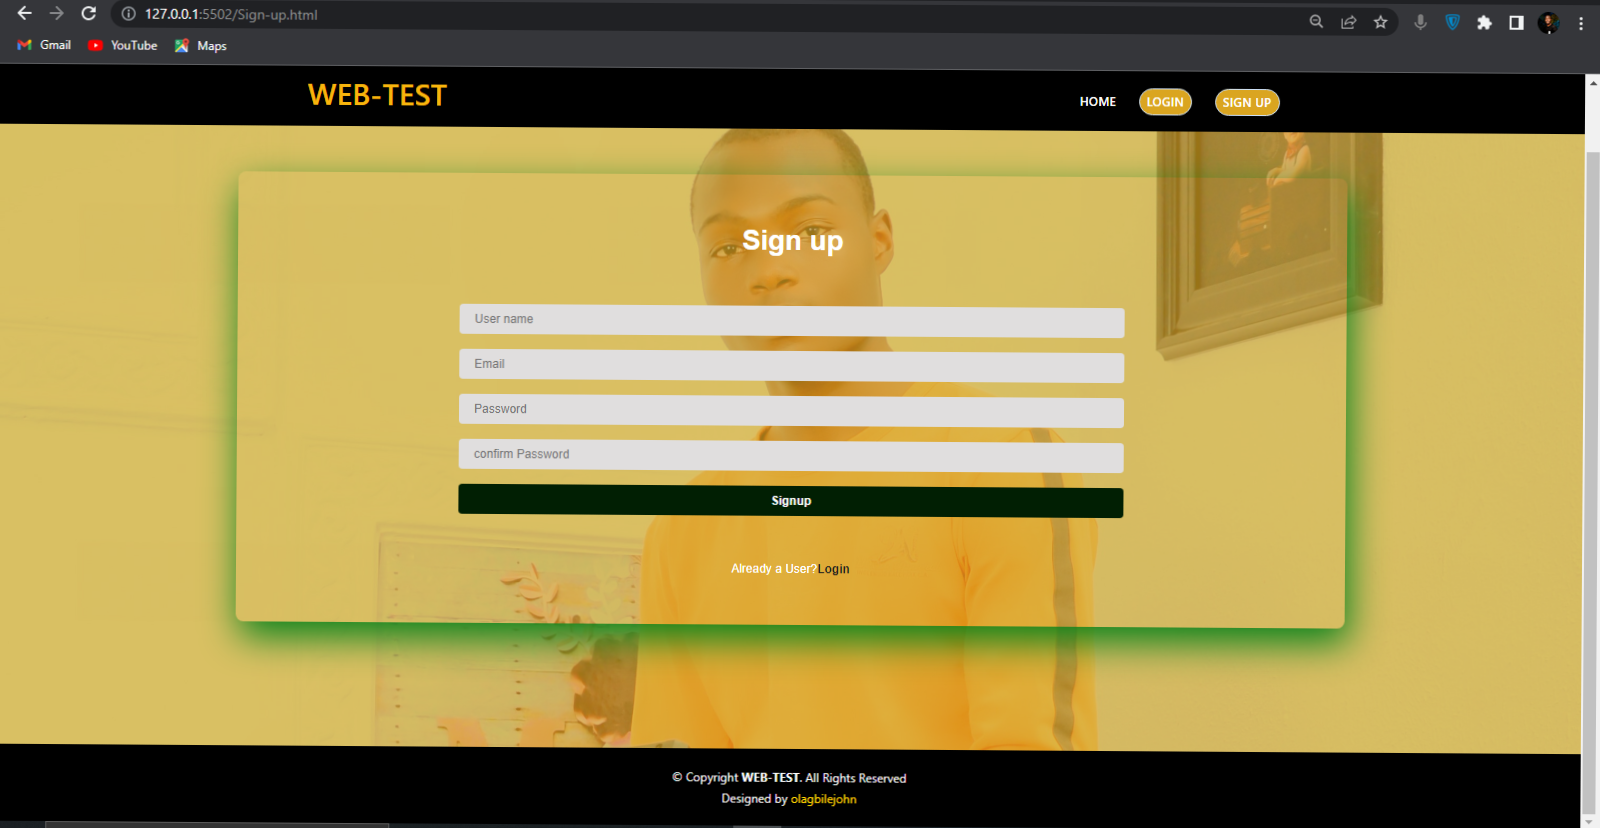 127.0.0.1:5502/Sign-up.html
Gmail YouTube Maps
WEB-TEST HOME LOGIN SIGN UP
Sign up
User name
Email
Password
confirm Password
Signup
Already a User?Login
© Copyright WEB-TEST. All Rights Reserved
Designed by olagbilejohn